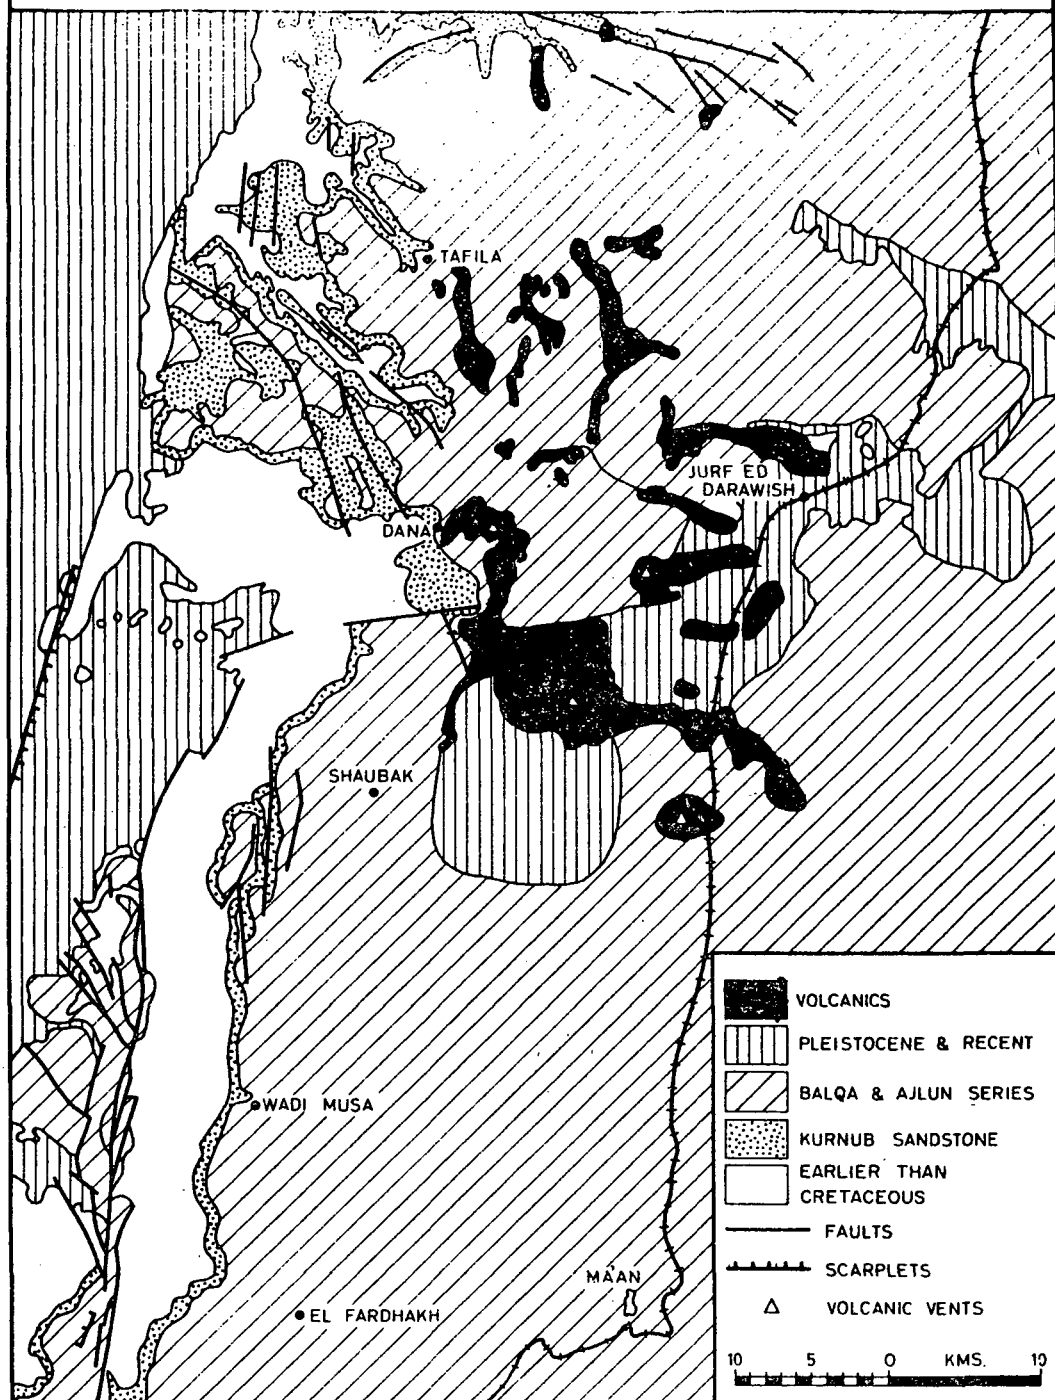 TAFILA
JURF ED
DARAWISH
DANA
SHAUBAK
WADI MUSA
MA'AN
EL FARDHAKH
VOLCANICS
PLEISTOCENE & RECENT
BALQA & AJLUN SERIES
KURNUB SANDSTONE
EARLIER THAN
CRETACEOUS
FAULTS
SCARPLETS
VOLCANIC VENTS
10 5 0 KMS. 10